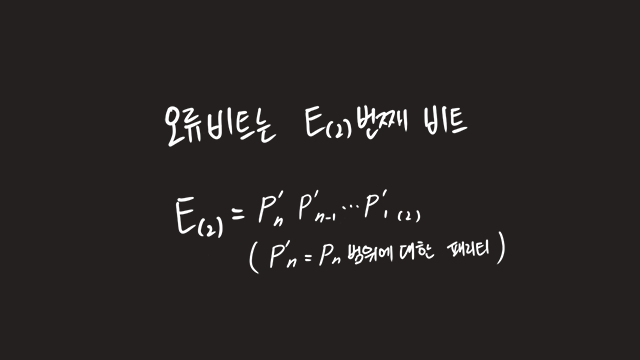 오류비트는 E(2)번째 비트
E(2) = P'n P'n-1 ... P'1 (2)
( P'n = Pn 범위에 대한 패리티 )